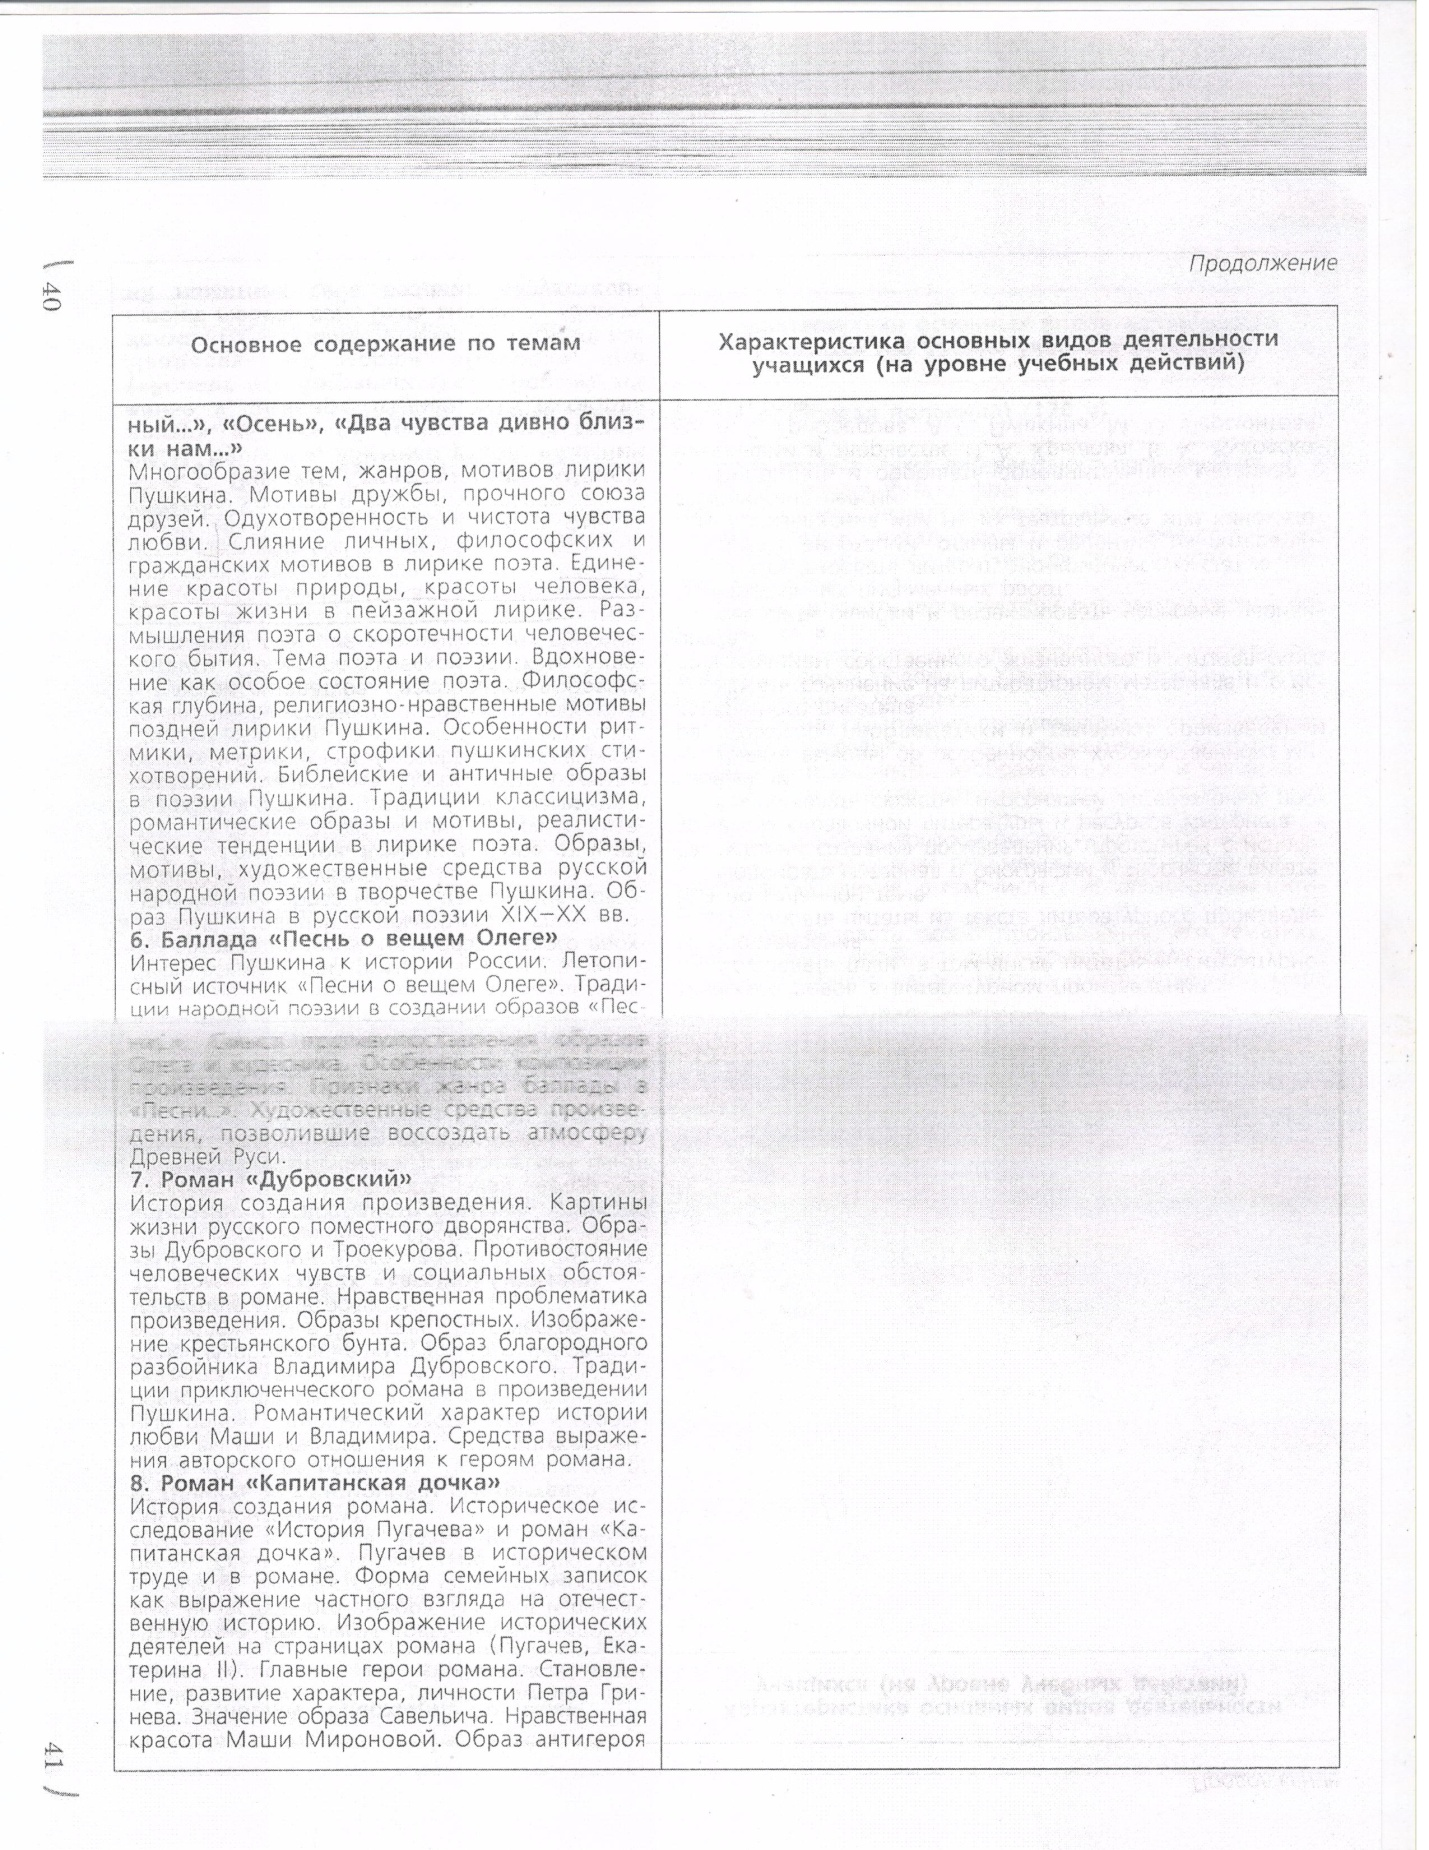 40
Продолжение
Основное содержание по темам
Характеристика основных видов деятельности
учащихся (на уровне учебных действий)
ный...», «Осень», «Два чувства дивно близ-
ки нам...»
Многообразие тем, жанров, мотивов лирики
Пушкина. Мотивы дружбы, прочного союза
друзей. Одухотворенность и чистота чувства
любви. Слияние личных, философских и
гражданских мотивов в лирике поэта. Едине-
ние красоты природы, красоты человека,
красоты жизни в пейзажной лирике. Раз-
мышления поэта о скоротечности человечес-
кого бытия. Тема поэта и поэзии. Вдохнове-
ние как особое состояние поэта. Философс-
кая глубина, религиозно-нравственные мотивы
поздней лирики Пушкина. Особенности рит-
мики, метрики, строфики пушкинских сти-
хотворений. Библейские и античные образы
в поэзии Пушкина. Традиции классицизма,
романтические образы и мотивы, реалисти-
ческие тенденции в лирике поэта. Образы,
мотивы, художественные средства русской
народной поэзии в творчестве Пушкина. Об-
раз Пушкина в русской поэзии XIX–XX вв.
6. Баллада «Песнь о вещем Олеге»
Интерес Пушкина к истории России. Летопи-
сный источник «Песни о вещем Олеге». Тради-
ции народной поэзии в создании образов «Пес-
ни...». Смысл противопоставления образов
Олега и кудесника. Особенности композиции
произведения. Признаки жанра баллады в
«Песни...». Художественные средства произве-
дения, позволившие воссоздать атмосферу
Древней Руси.
7. Роман «Дубровский»
История создания произведения. Картины
жизни русского поместного дворянства. Обра-
зы Дубровского и Троекурова. Противостояние
человеческих чувств и социальных обстоя-
тельств в романе. Нравственная проблематика
произведения. Образы крепостных. Изображе-
ние крестьянского бунта. Образ благородного
разбойника Владимира Дубровского. Тради-
ции приключенческого романа в произведении
Пушкина. Романтический характер истории
любви Маши и Владимира. Средства выраже-
ния авторского отношения к героям романа.
8. Роман «Капитанская дочка»
История создания романа. Историческое ис-
следование «История Пугачева» и роман «Ка-
питанская дочка». Пугачев в историческом
труде и в романе. Форма семейных записок
как выражение частного взгляда на отечест-
венную историю. Изображение исторических
деятелей на страницах романа (Пугачев, Ека-
терина II). Главные герои романа. Становле-
ние, развитие характера, личности Петра Гри-
нева. Значение образа Савельича. Нравственная
красота Маши Мироновой. Образ антигероя
41